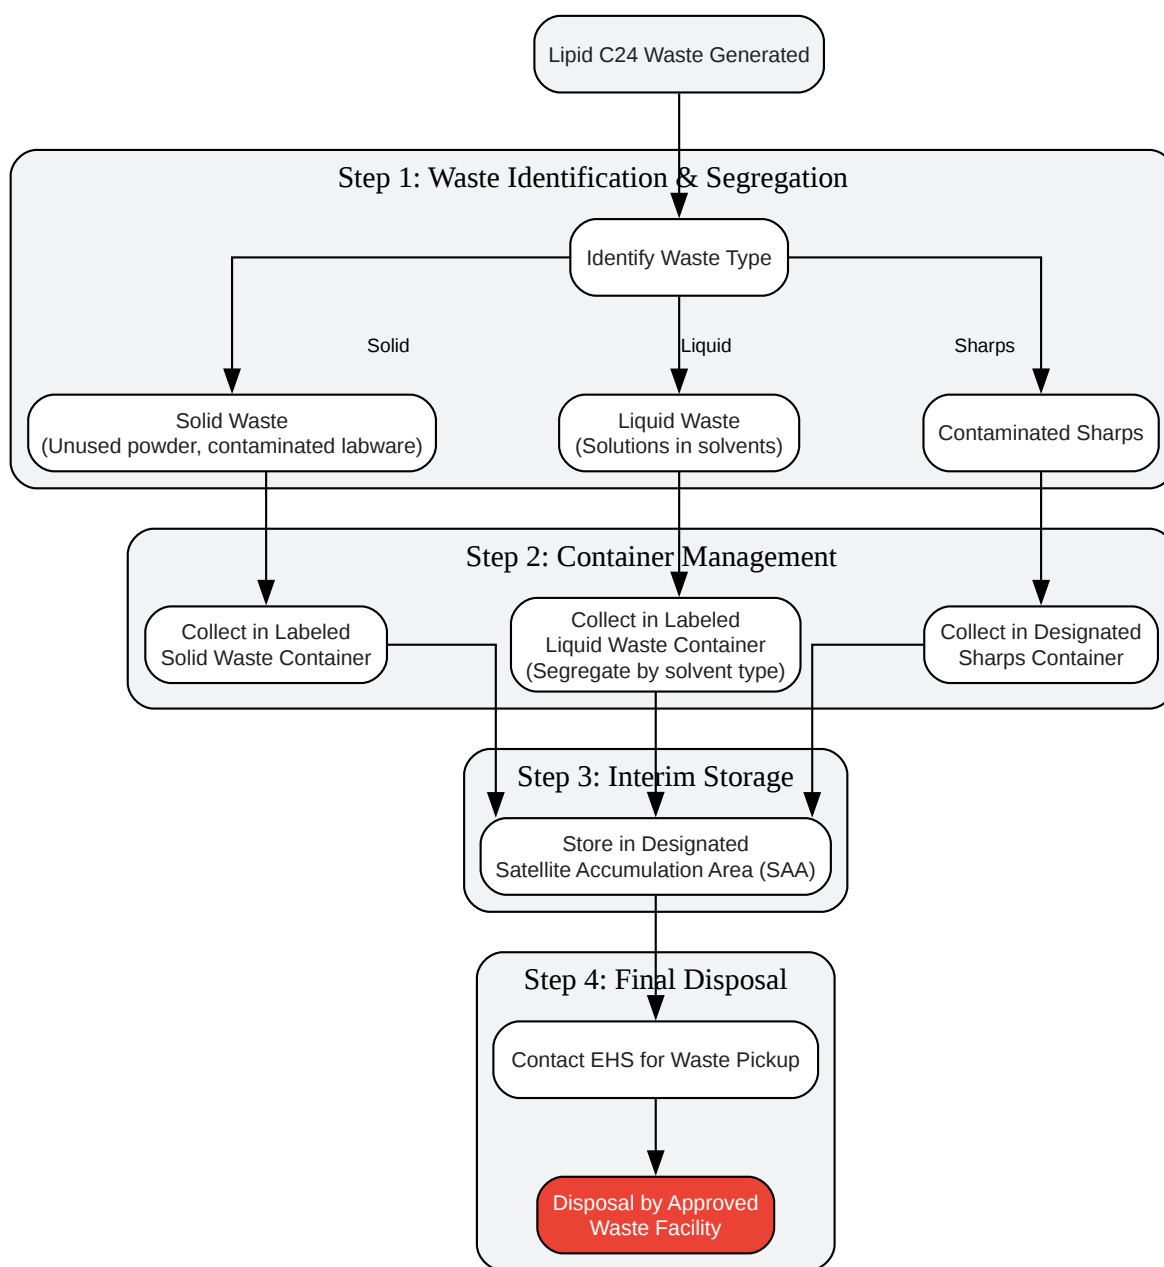 Lipid C24 Waste Generated
Step 1: Waste Identification & Segregation
Identify Waste Type
Solid
Liquid
Sharps
Solid Waste
(Unused powder, contaminated labware)
Liquid Waste
(Solutions in solvents)
Contaminated Sharps
Step 2: Container Management
Collect in Labeled
Solid Waste Container
Collect in Labeled
Liquid Waste Container
(Segregate by solvent type)
Collect in Designated
Sharps Container
Step 3: Interim Storage
Store in Designated
Satellite Accumulation Area (SAA)
Step 4: Final Disposal
Contact EHS for Waste Pickup
Disposal by Approved
Waste Facility